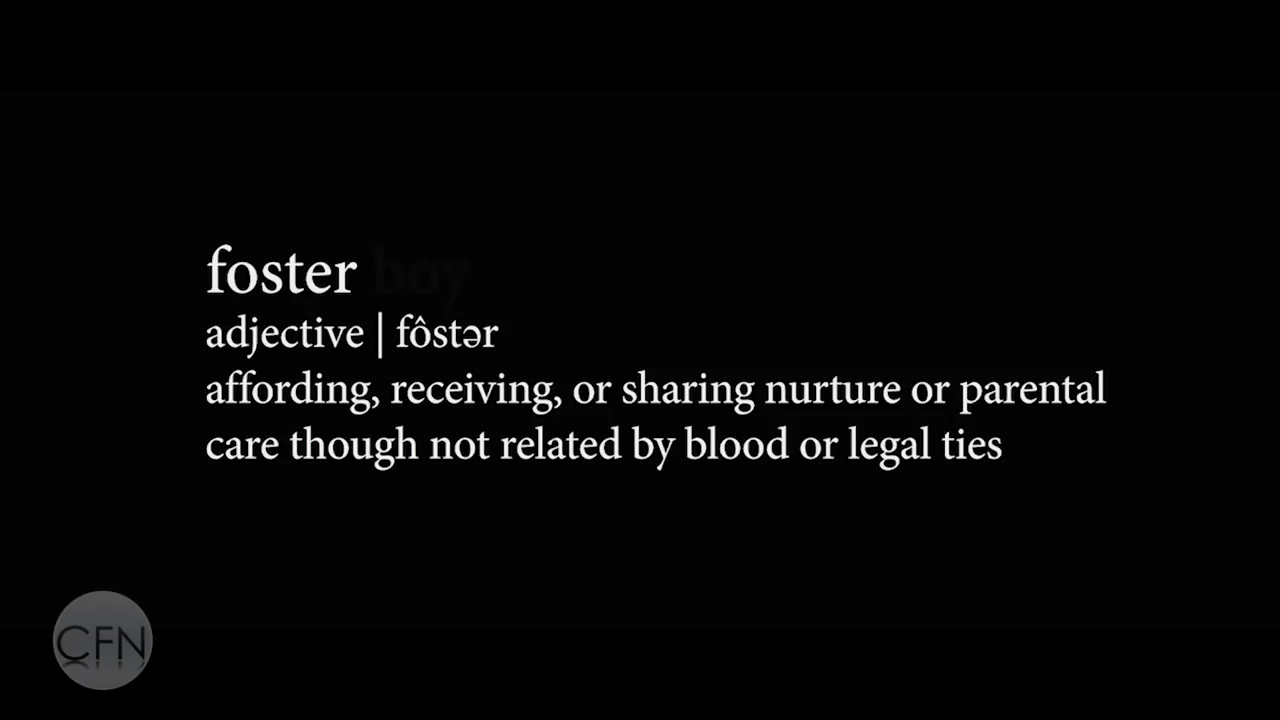 foster boy
adjective | fôstər
affording, receiving, or sharing nurture or parental
care though not related by blood or legal ties
CFN